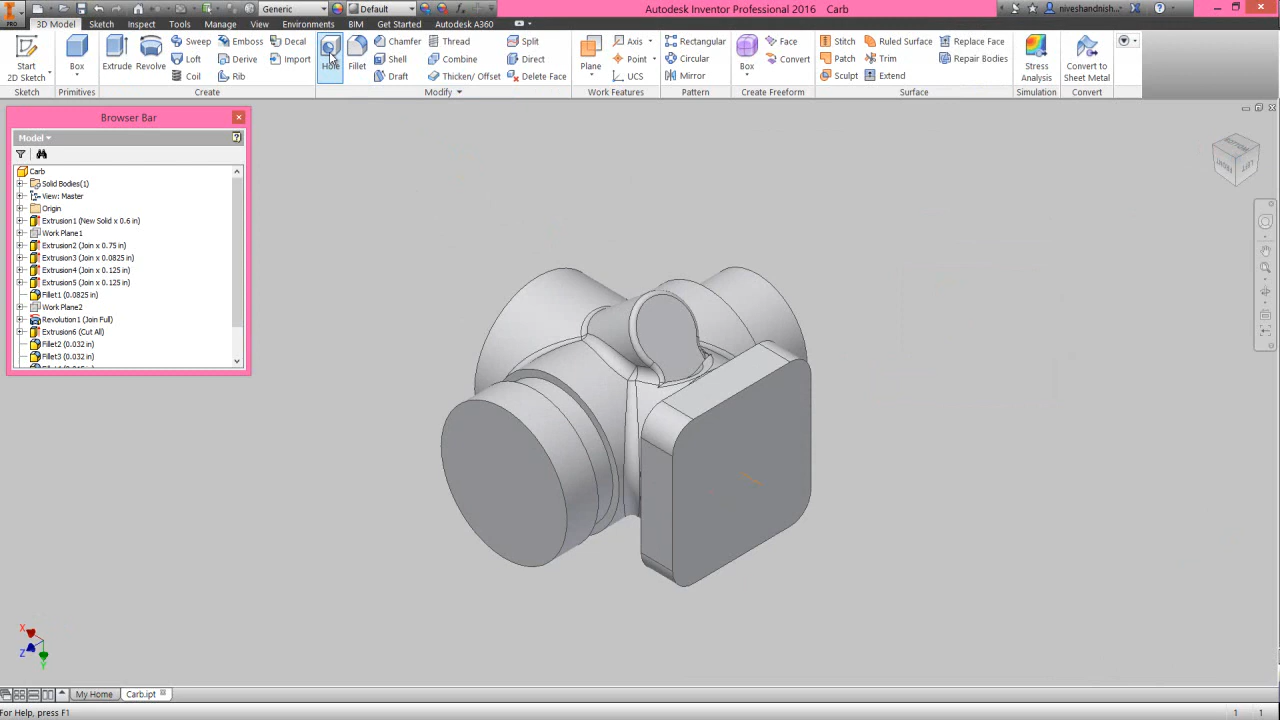 Generic
Default
Autodesk Inventor Professional 2016 Carb
niveshandnish...
PRO
3D Model
Sketch
Inspect
Tools
Manage
View
Environments
BIM
Get Started
Autodesk A360
Start
2D Sketch
Sketch
Box
Primitives
Extrude
Revolve
Sweep
Loft
Coil
Emboss
Derive
Rib
Decal
Import
Create
Hole
Fillet
Chamfer
Shell
Draft
Thread
Combine
Thicken/ Offset
Split
Direct
Delete Face
Modify
Plane
Axis
Point
UCS
Work Features
Rectangular
Circular
Mirror
Pattern
Box
Face
Convert
Create Freeform
Stitch
Patch
Sculpt
Ruled Surface
Trim
Extend
Replace Face
Repair Bodies
Surface
Stress
Analysis
Simulation
Convert to
Sheet Metal
Convert
Browser Bar
Model
Carb
Solid Bodies(1)
View: Master
Origin
Extrusion1 (New Solid x 0.6 in)
Work Plane1
Extrusion2 (Join x 0.75 in)
Extrusion3 (Join x 0.0825 in)
Extrusion4 (Join x 0.125 in)
Extrusion5 (Join x 0.125 in)
Fillet1 (0.0825 in)
Work Plane2
Revolution1 (Join Full)
Extrusion6 (Cut All)
Fillet2 (0.032 in)
Fillet3 (0.032 in)
X
Z
Y
My Home
Carb.ipt
For Help, press F1
1
1